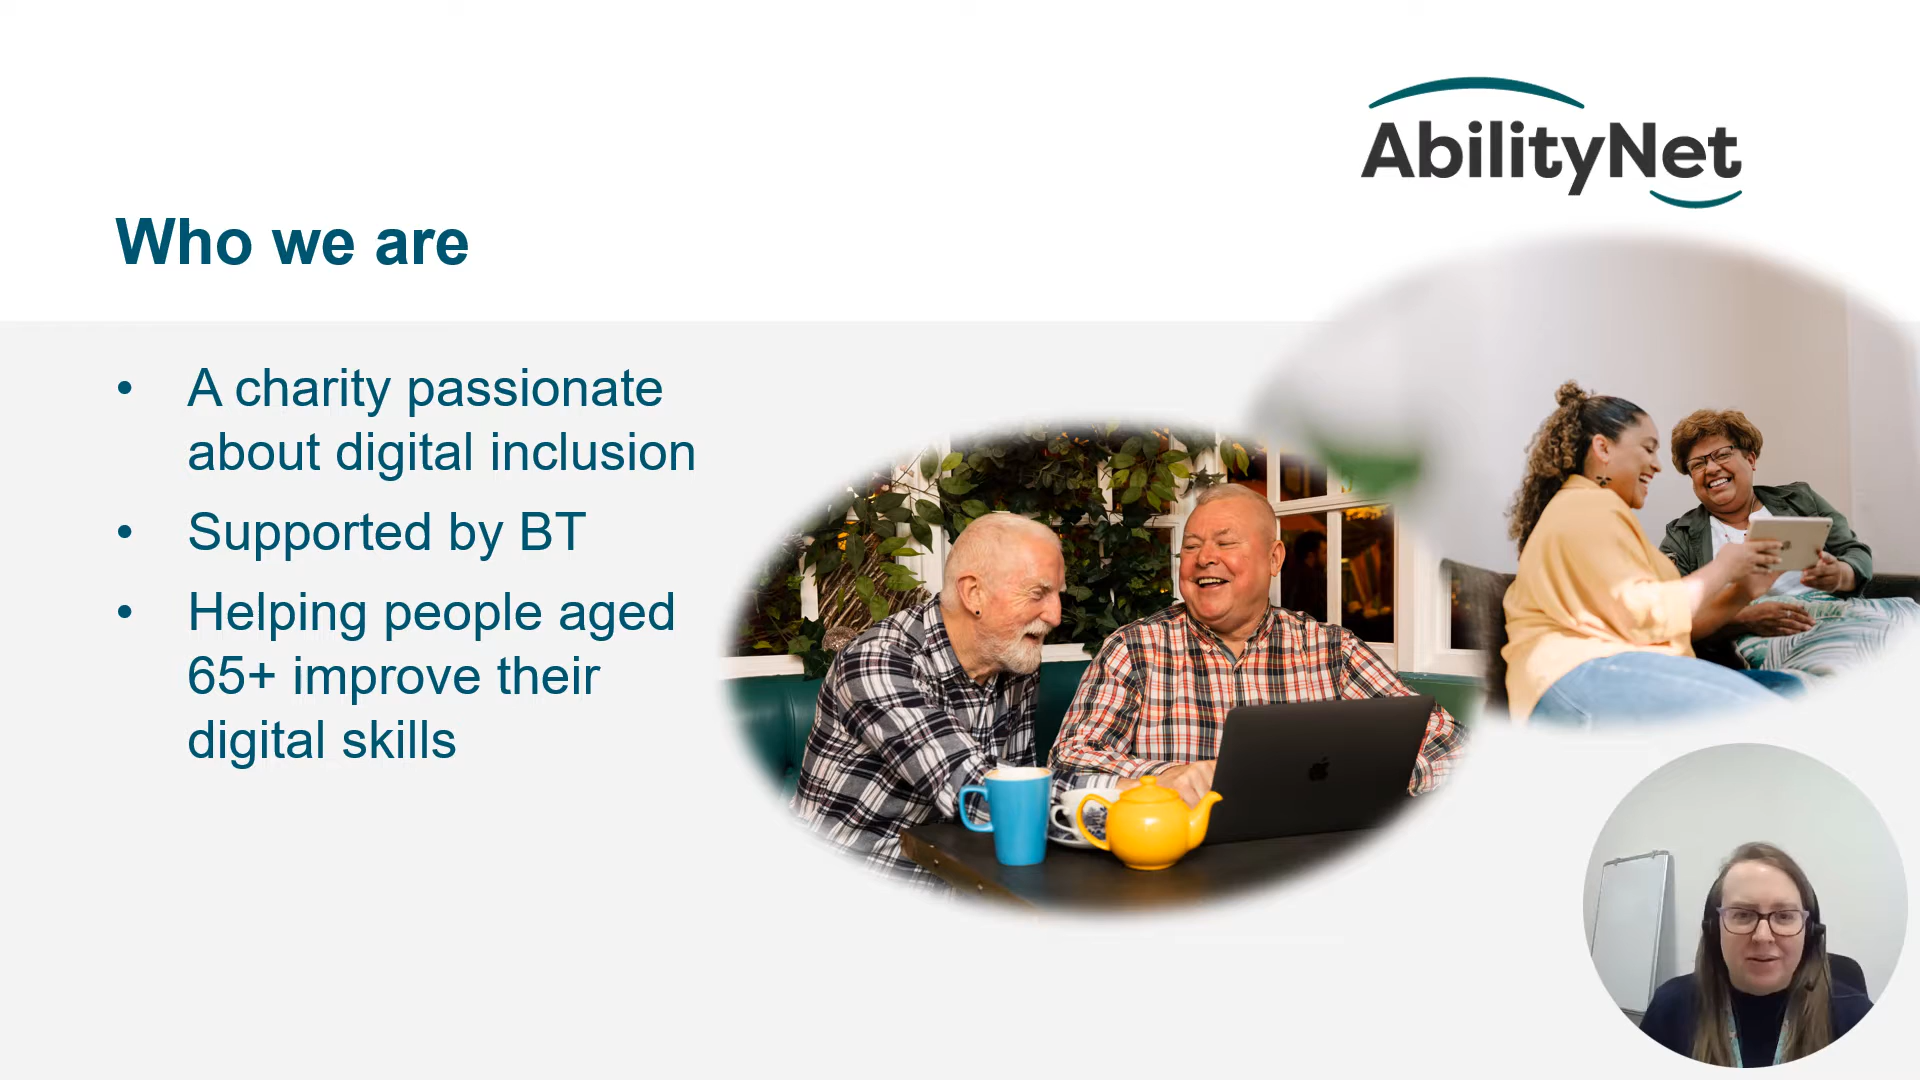 AbilityNet
Who we are
• A charity passionate
about digital inclusion
• Supported by BT
• Helping people aged
65+ improve their
digital skills